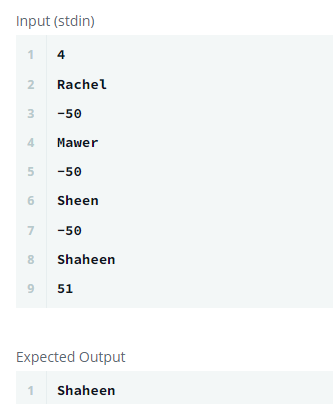 Input (stdin)
1 4
2 Rachel
3 -50
4 Mawer
5 -50
6 Sheen
7 -50
8 Shaheen
9 51
Expected Output
1 Shaheen